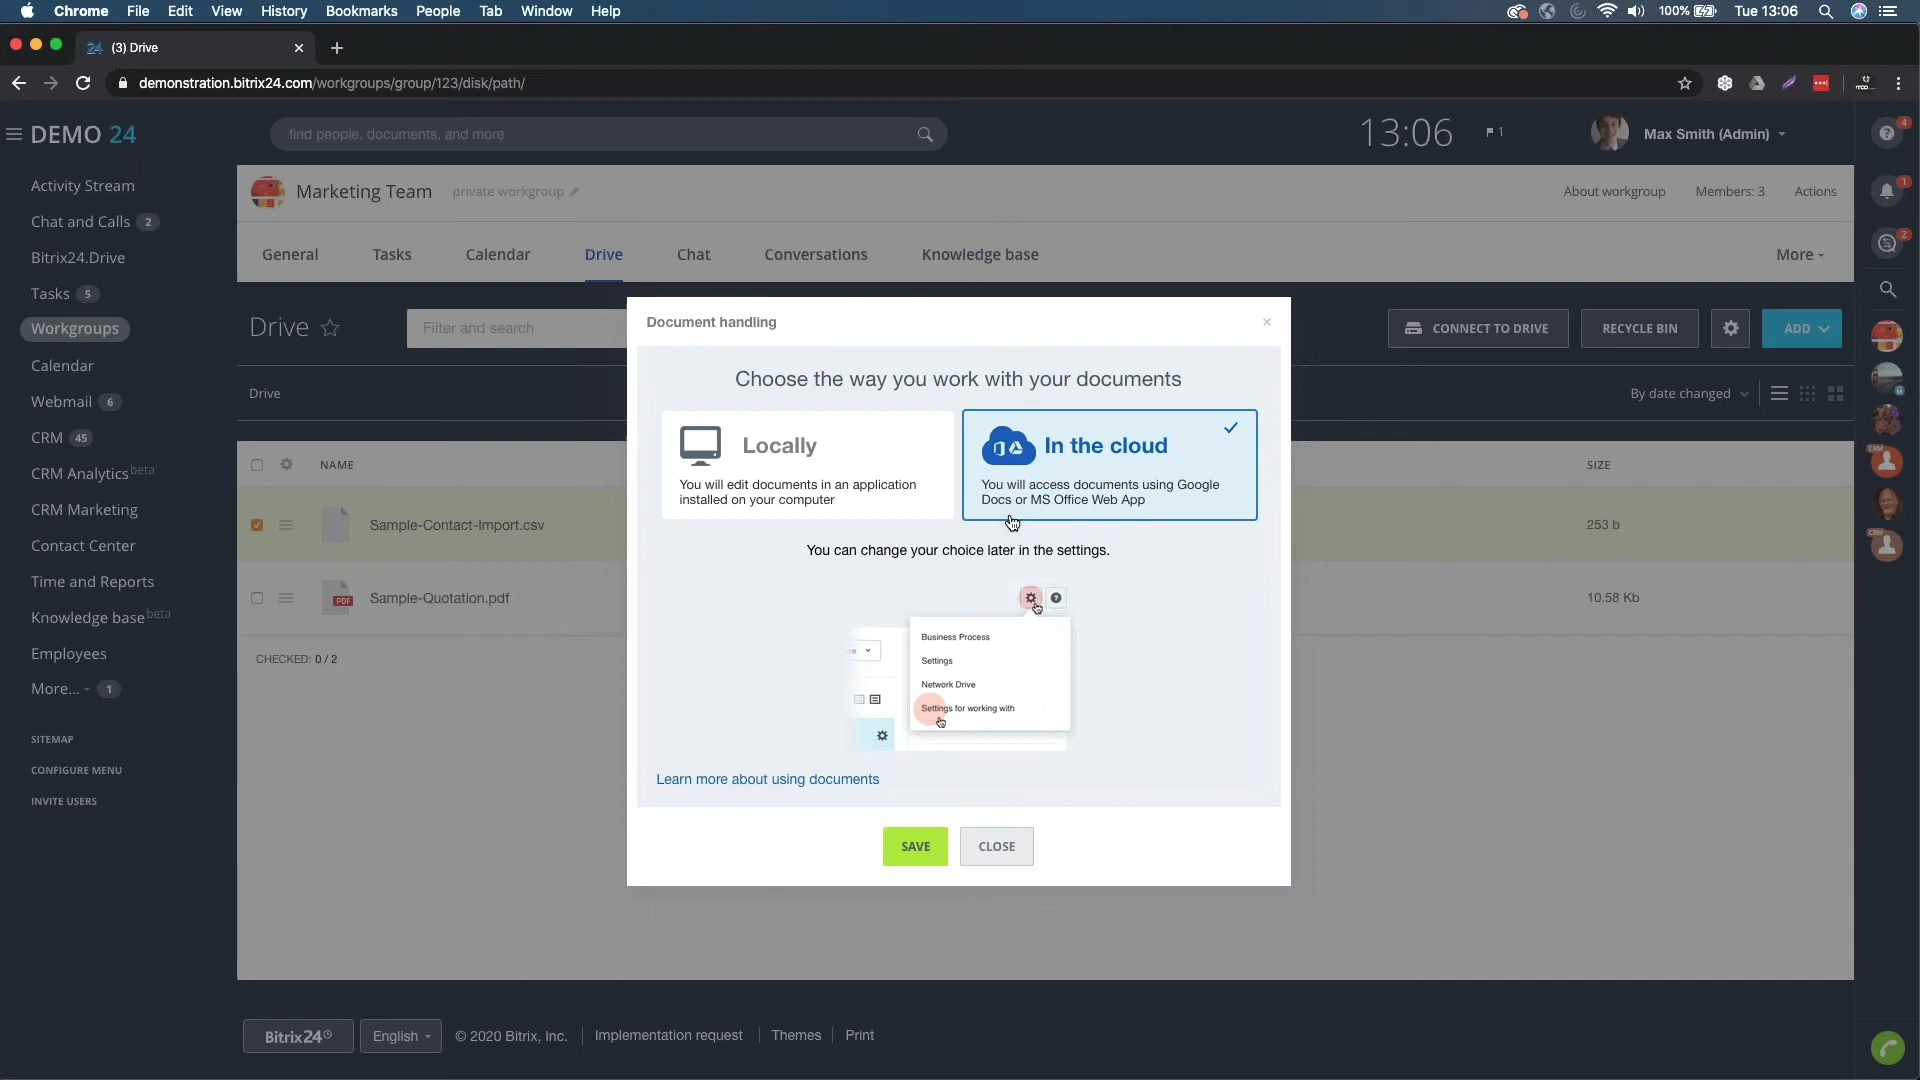 Chrome File Edit View History Bookmarks People Tab Window Help 100% Tue 13:06
24 (3) Drive
demonstration.bitrix24.com/workgroups/group/123/disk/path/
DEMO 24
find people, documents, and more
13:06
1
Max Smith (Admin)
4
Activity Stream
Chat and Calls 2
Bitrix24.Drive
Tasks 5
Workgroups
Calendar
Webmail 6
CRM 45
CRM Analytics beta
CRM Marketing
Contact Center
Time and Reports
Knowledge base beta
Employees
More... 1
SITEMAP
CONFIGURE MENU
INVITE USERS
Marketing Team private workgroup
About workgroup Members: 3 Actions
General Tasks Calendar Drive Chat Conversations Knowledge base More
Drive
Filter and search
CONNECT TO DRIVE RECYCLE BIN ADD
Drive
By date changed
NAME SIZE
Sample-Contact-Import.csv 253 b
PDF Sample-Quotation.pdf 10.58 Kb
CHECKED: 0 / 2
Document handling
Choose the way you work with your documents
Locally
You will edit documents in an application
installed on your computer
In the cloud
You will access documents using Google
Docs or MS Office Web App
You can change your choice later in the settings.
Business Process
Settings
Network Drive
Settings for working with
Learn more about using documents
SAVE CLOSE
1
2
CRM
CRM
Bitrix24 English © 2020 Bitrix, Inc. Implementation request Themes Print